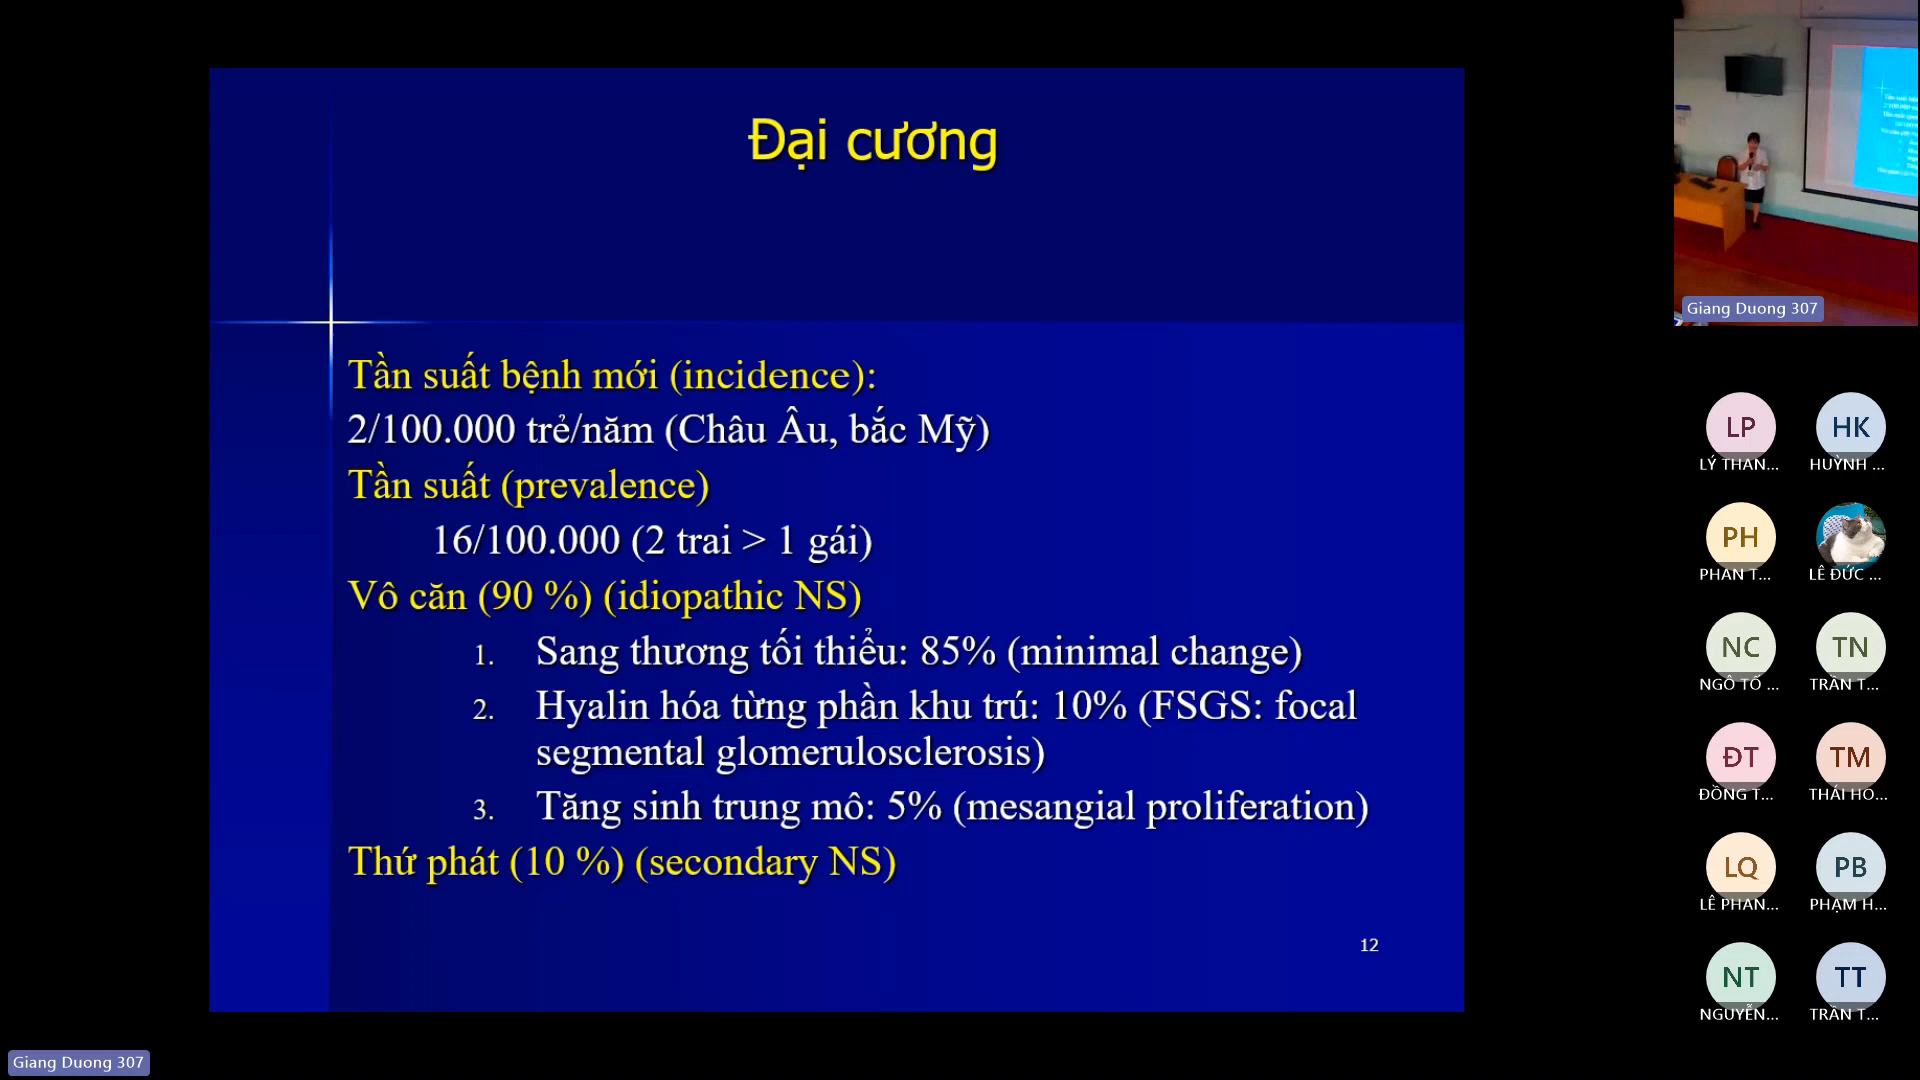 Đại cương
Tần suất bệnh mới (incidence):
2/100.000 trẻ/năm (Châu Âu, bắc Mỹ)
Tần suất (prevalence)
16/100.000 (2 trai > 1 gái)
Vô căn (90 %) (idiopathic NS)
1. Sang thương tối thiểu: 85% (minimal change)
2. Hyalin hóa từng phần khu trú: 10% (FSGS: focal
segmental glomerulosclerosis)
3. Tăng sinh trung mô: 5% (mesangial proliferation)
Thứ phát (10 %) (secondary NS)
12
Giang Duong 307
Giang Duong 307
LP
LÝ THAN...
HK
HUỲNH ...
PH
PHAN T...
LÊ ĐỨC ...
NC
NGÔ TỐ ...
TN
TRẦN T...
ĐT
ĐỒNG T...
TM
THÁI HO...
LQ
LÊ PHAN...
PB
PHẠM H...
NT
NGUYỄN...
TT
TRẦN T...